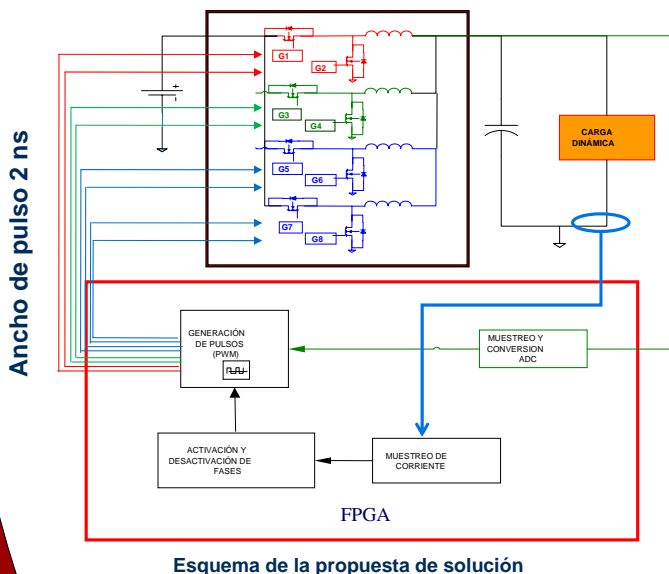 G1
G2
G3
G4
G5
G6
G7
G8
CARGA
DINÁMICA
Ancho de pulso 2 ns
GENERACIÓN
DE PULSOS
(PWM)
MUESTREO Y
CONVERSION
ADC
ACTIVACIÓN Y
DESACTIVACIÓN DE
FASES
MUESTREO DE
CORRIENTE
FPGA
Esquema de la propuesta de solución